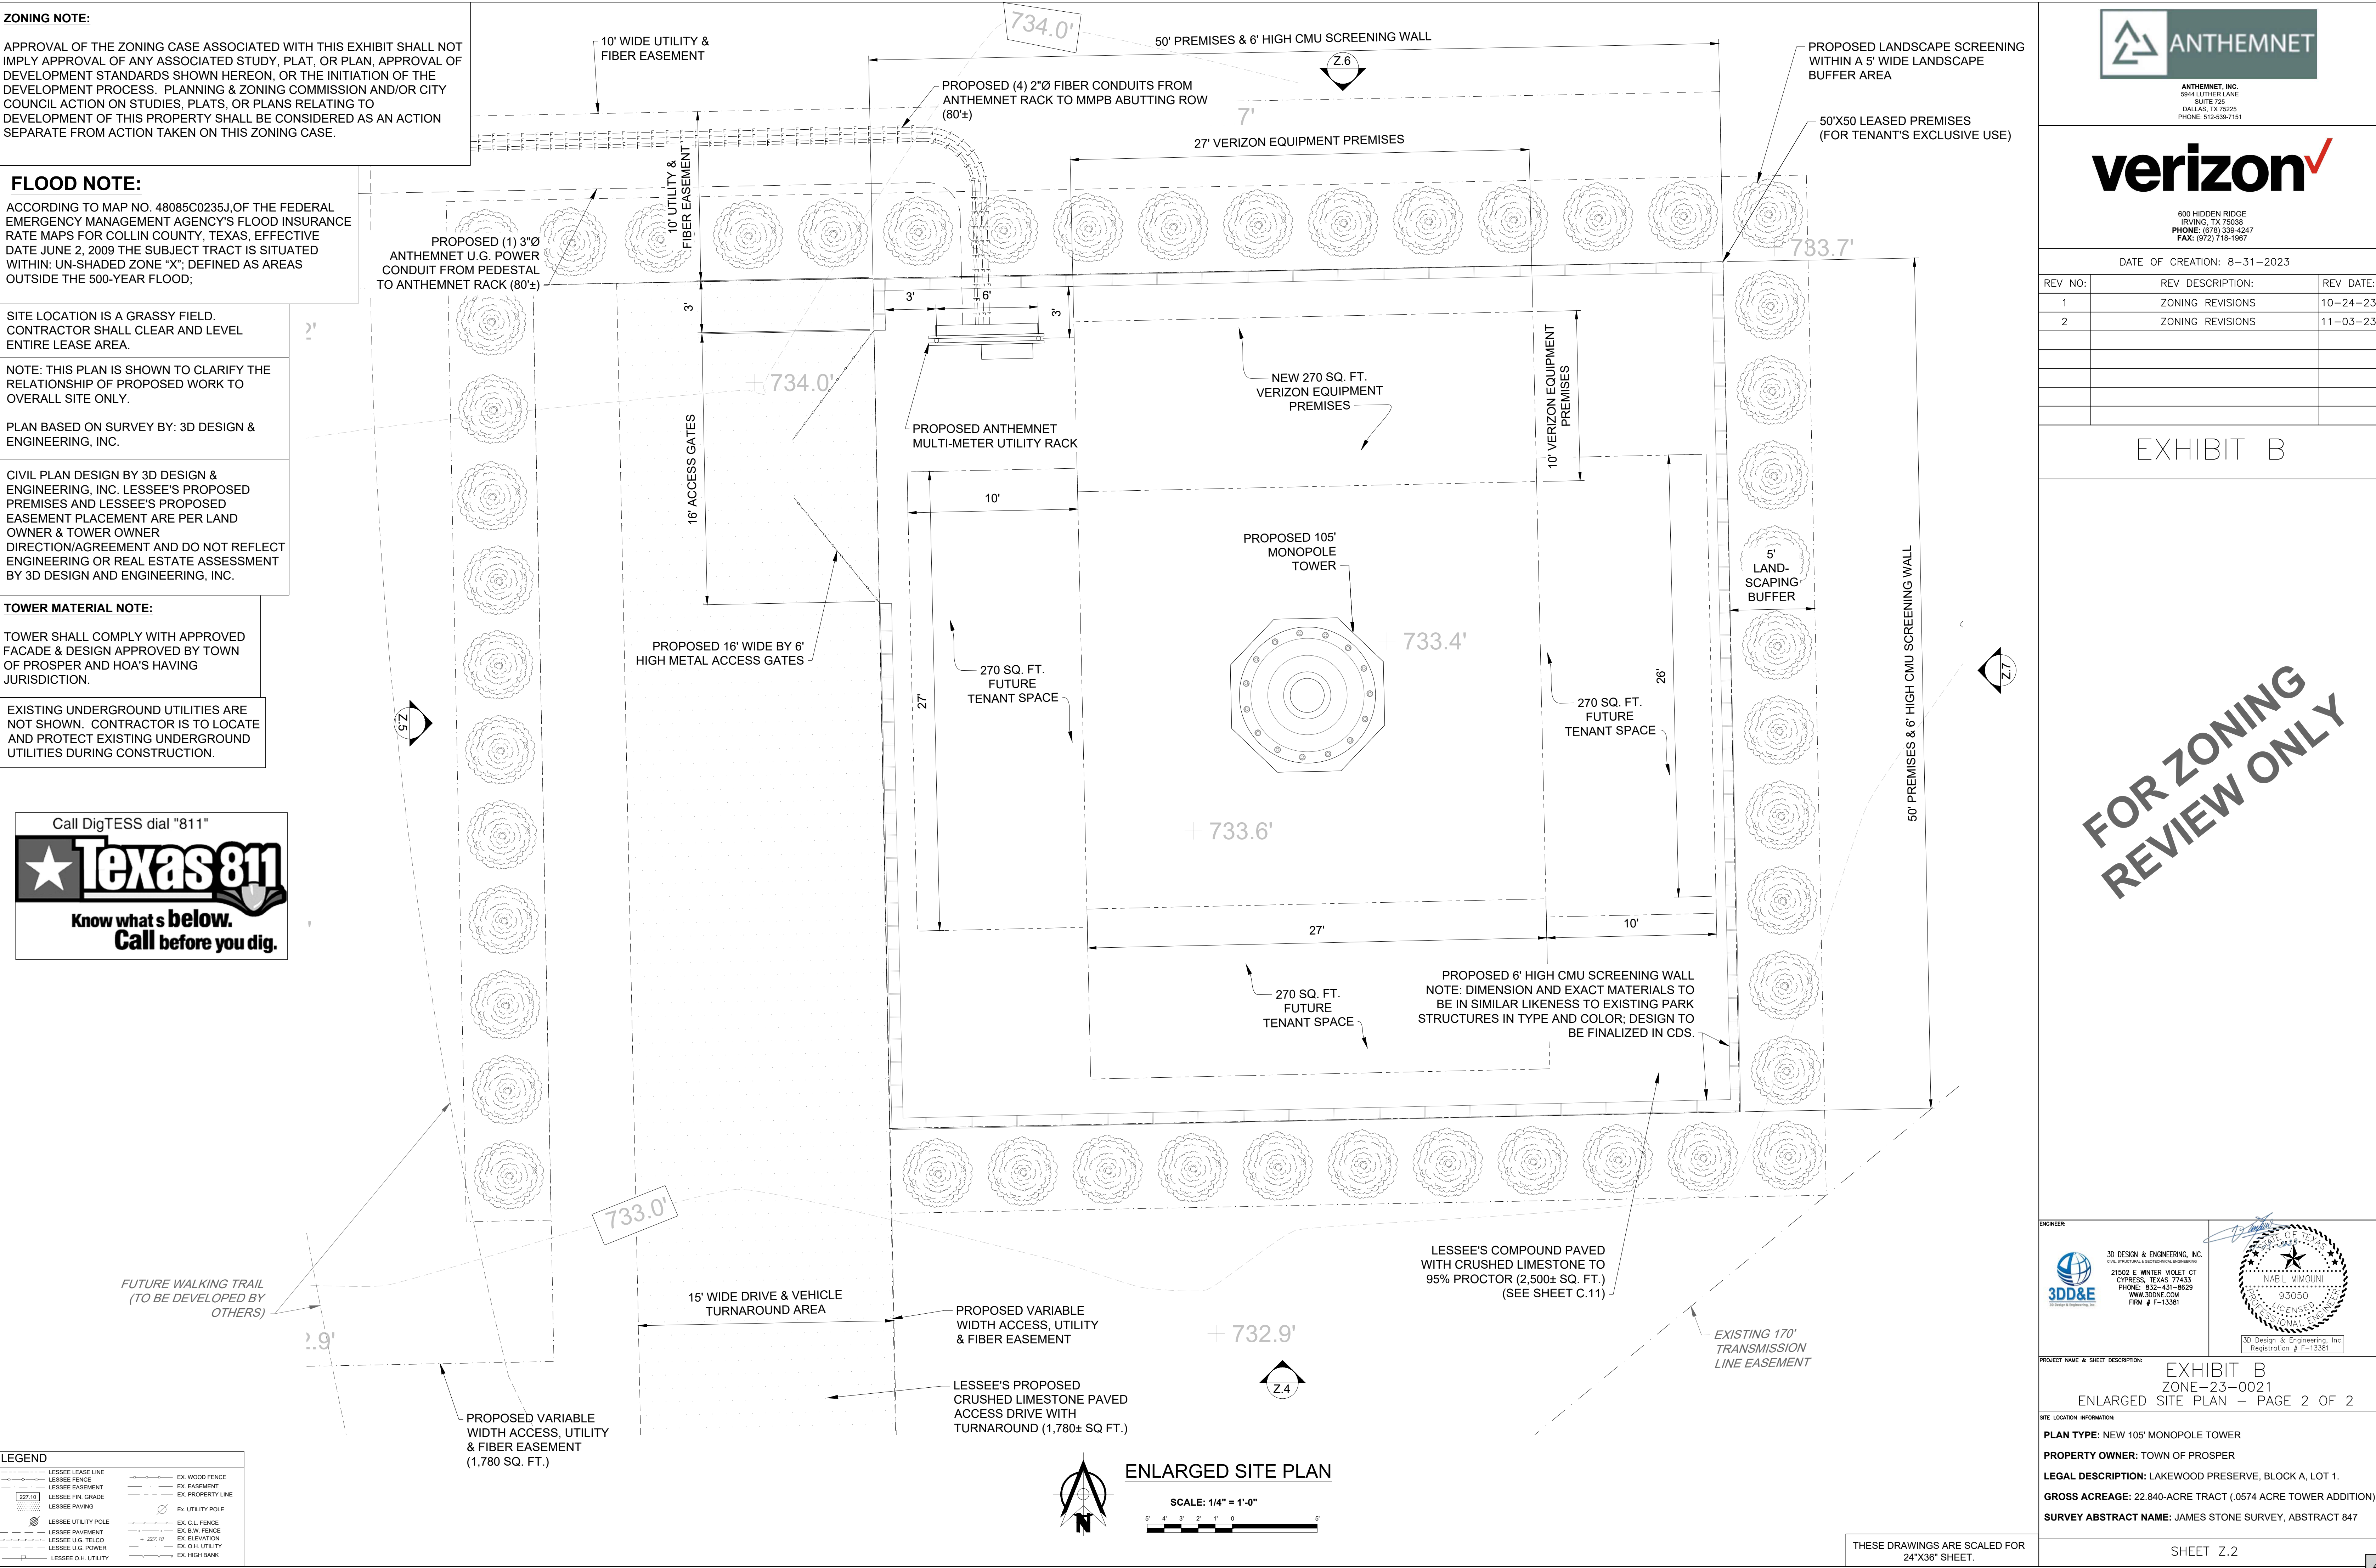 ZONING NOTE:
APPROVAL OF THE ZONING CASE ASSOCIATED WITH THIS EXHIBIT SHALL NOT
IMPLY APPROVAL OF ANY ASSOCIATED STUDY, PLAT, OR PLAN, APPROVAL OF
DEVELOPMENT STANDARDS SHOWN HEREON, OR THE INITIATION OF THE
DEVELOPMENT PROCESS. PLANNING & ZONING COMMISSION AND/OR CITY
COUNCIL ACTION ON STUDIES, PLATS, OR PLANS RELATING TO
DEVELOPMENT OF THIS PROPERTY SHALL BE CONSIDERED AS AN ACTION
SEPARATE FROM ACTION TAKEN ON THIS ZONING CASE.
FLOOD NOTE:
ACCORDING TO MAP NO. 48085C0235J,OF THE FEDERAL
EMERGENCY MANAGEMENT AGENCY'S FLOOD INSURANCE
RATE MAPS FOR COLLIN COUNTY, TEXAS, EFFECTIVE
DATE JUNE 2, 2009 THE SUBJECT TRACT IS SITUATED
WITHIN: UN-SHADED ZONE "X"; DEFINED AS AREAS
OUTSIDE THE 500-YEAR FLOOD;
SITE LOCATION IS A GRASSY FIELD.
CONTRACTOR SHALL CLEAR AND LEVEL
ENTIRE LEASE AREA.
NOTE: THIS PLAN IS SHOWN TO CLARIFY THE
RELATIONSHIP OF PROPOSED WORK TO
OVERALL SITE ONLY.
PLAN BASED ON SURVEY BY: 3D DESIGN &
ENGINEERING, INC.
CIVIL PLAN DESIGN BY 3D DESIGN &
ENGINEERING, INC. LESSEE'S PROPOSED
PREMISES AND LESSEE'S PROPOSED
EASEMENT PLACEMENT ARE PER LAND
OWNER & TOWER OWNER
DIRECTION/AGREEMENT AND DO NOT REFLECT
ENGINEERING OR REAL ESTATE ASSESSMENT
BY 3D DESIGN AND ENGINEERING, INC.
TOWER MATERIAL NOTE:
TOWER SHALL COMPLY WITH APPROVED
FACADE & DESIGN APPROVED BY TOWN
OF PROSPER AND HOA'S HAVING
JURISDICTION.
EXISTING UNDERGROUND UTILITIES ARE
NOT SHOWN. CONTRACTOR IS TO LOCATE
AND PROTECT EXISTING UNDERGROUND
UTILITIES DURING CONSTRUCTION.
Call DigTESS dial "811"
Texas 811
Know what s below.
Call before you dig.
10' WIDE UTILITY &
FIBER EASEMENT
734.0'
50' PREMISES & 6' HIGH CMU SCREENING WALL
Z.6
PROPOSED LANDSCAPE SCREENING
WITHIN A 5' WIDE LANDSCAPE
BUFFER AREA
PROPOSED (4) 2"Ø FIBER CONDUITS FROM
ANTHEMNET RACK TO MMPB ABUTTING ROW
(80'±)
.7'
27' VERIZON EQUIPMENT PREMISES
50'X50 LEASED PREMISES
(FOR TENANT'S EXCLUSIVE USE)
10' UTILITY &
FIBER EASEMENT
PROPOSED (1) 3"Ø
ANTHEMNET U.G. POWER
CONDUIT FROM PEDESTAL
TO ANTHEMNET RACK (80'±)
733.7'
3'
3'
6'
3'
2'
734.0'
NEW 270 SQ. FT.
VERIZON EQUIPMENT
PREMISES
10' VERIZON EQUIPMENT
PREMISES
PROPOSED ANTHEMNET
MULTI-METER UTILITY RACK
16' ACCESS GATES
10'
PROPOSED 105'
MONOPOLE
TOWER
5'
LAND-
SCAPING
BUFFER
50' PREMISES & 6' HIGH CMU SCREENING WALL
PROPOSED 16' WIDE BY 6'
HIGH METAL ACCESS GATES
733.4'
270 SQ. FT.
FUTURE
TENANT SPACE
27'
26'
270 SQ. FT.
FUTURE
TENANT SPACE
Z.5
Z.7
733.6'
27'
10'
270 SQ. FT.
FUTURE
TENANT SPACE
PROPOSED 6' HIGH CMU SCREENING WALL
NOTE: DIMENSION AND EXACT MATERIALS TO
BE IN SIMILAR LIKENESS TO EXISTING PARK
STRUCTURES IN TYPE AND COLOR; DESIGN TO
BE FINALIZED IN CDS.
733.0'
FUTURE WALKING TRAIL
(TO BE DEVELOPED BY
OTHERS)
2.9'
15' WIDE DRIVE & VEHICLE
TURNAROUND AREA
PROPOSED VARIABLE
WIDTH ACCESS, UTILITY
& FIBER EASEMENT
732.9'
LESSEE'S COMPOUND PAVED
WITH CRUSHED LIMESTONE TO
95% PROCTOR (2,500± SQ. FT.)
(SEE SHEET C.11)
EXISTING 170'
TRANSMISSION
LINE EASEMENT
Z.4
LESSEE'S PROPOSED
CRUSHED LIMESTONE PAVED
ACCESS DRIVE WITH
TURNAROUND (1,780± SQ FT.)
PROPOSED VARIABLE
WIDTH ACCESS, UTILITY
& FIBER EASEMENT
(1,780 SQ. FT.)
LEGEND
LESSEE LEASE LINE
LESSEE FENCE
LESSEE EASEMENT
227.10 LESSEE FIN. GRADE
LESSEE PAVING
LESSEE UTILITY POLE
LESSEE PAVEMENT
LESSEE U.G. TELCO
LESSEE U.G. POWER
P LESSEE O.H. UTILITY
EX. WOOD FENCE
EX. EASEMENT
EX. PROPERTY LINE
Ex. UTILITY POLE
EX. C.L. FENCE
EX. B.W. FENCE
+ 227.10 EX. ELEVATION
EX. O.H. UTILITY
EX. HIGH BANK
N
ENLARGED SITE PLAN
SCALE: 1/4" = 1'-0"
5' 4' 3' 2' 1' 0 5'
THESE DRAWINGS ARE SCALED FOR
24"X36" SHEET.
ANTHEMNET
ANTHEMNET, INC.
5944 LUTHER LANE
SUITE 725
DALLAS, TX 75225
PHONE: 512-539-7151
verizon
600 HIDDEN RIDGE
IRVING, TX 75038
PHONE: (678) 339-4247
FAX: (972) 718-1967
DATE OF CREATION: 8-31-2023
REV NO: REV DESCRIPTION: REV DATE:
1 ZONING REVISIONS 10-24-23
2 ZONING REVISIONS 11-03-23
EXHIBIT B
FOR ZONING
REVIEW ONLY
ENGINEER:
3DD&E
3D Design & Engineering, Inc.
3D DESIGN & ENGINEERING, INC.
CIVIL, STRUCTURAL & GEOTECHNICAL ENGINEERING
21502 E WINTER VIOLET CT
CYPRESS, TEXAS 77433
PHONE: 832-431-8629
WWW.3DDNE.COM
FIRM # F-13381
STATE OF TEXAS
NABIL MIMOUNI
93050
LICENSED
PROFESSIONAL ENGINEER
3D Design & Engineering, Inc.
Registration # F-13381
PROJECT NAME & SHEET DESCRIPTION:
EXHIBIT B
ZONE-23-0021
ENLARGED SITE PLAN - PAGE 2 OF 2
SITE LOCATION INFORMATION:
PLAN TYPE: NEW 105' MONOPOLE TOWER
PROPERTY OWNER: TOWN OF PROSPER
LEGAL DESCRIPTION: LAKEWOOD PRESERVE, BLOCK A, LOT 1.
GROSS ACREAGE: 22.840-ACRE TRACT (.0574 ACRE TOWER ADDITION)
SURVEY ABSTRACT NAME: JAMES STONE SURVEY, ABSTRACT 847
SHEET Z.2